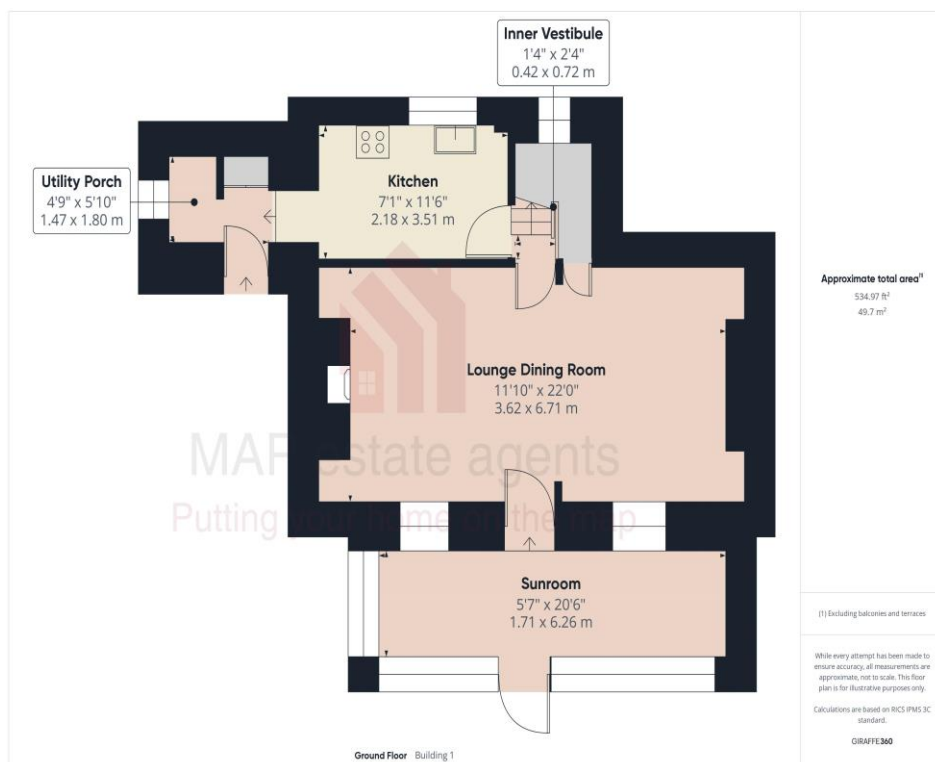 Inner Vestibule
1'4" x 2'4"
0.42 x 0.72 m
Utility Porch
4'9" x 5'10"
1.47 x 1.80 m
Kitchen
7'1" x 11'6"
2.18 x 3.51 m
Lounge Dining Room
11'10" x 22'0"
3.62 x 6.71 m
MAP estate agents
Putting your home on the map
Sunroom
5'7" x 20'6"
1.71 x 6.26 m
Ground Floor Building 1
Approximate total area⁽¹⁾
534.97 ft²
49.7 m²
(1) Excluding balconies and terraces
While every attempt has been made to
ensure accuracy, all measurements are
approximate, not to scale. This floor
plan is for illustrative purposes only.
Calculations are based on RICS IPMS 3C
standard.
GIRAFFE360